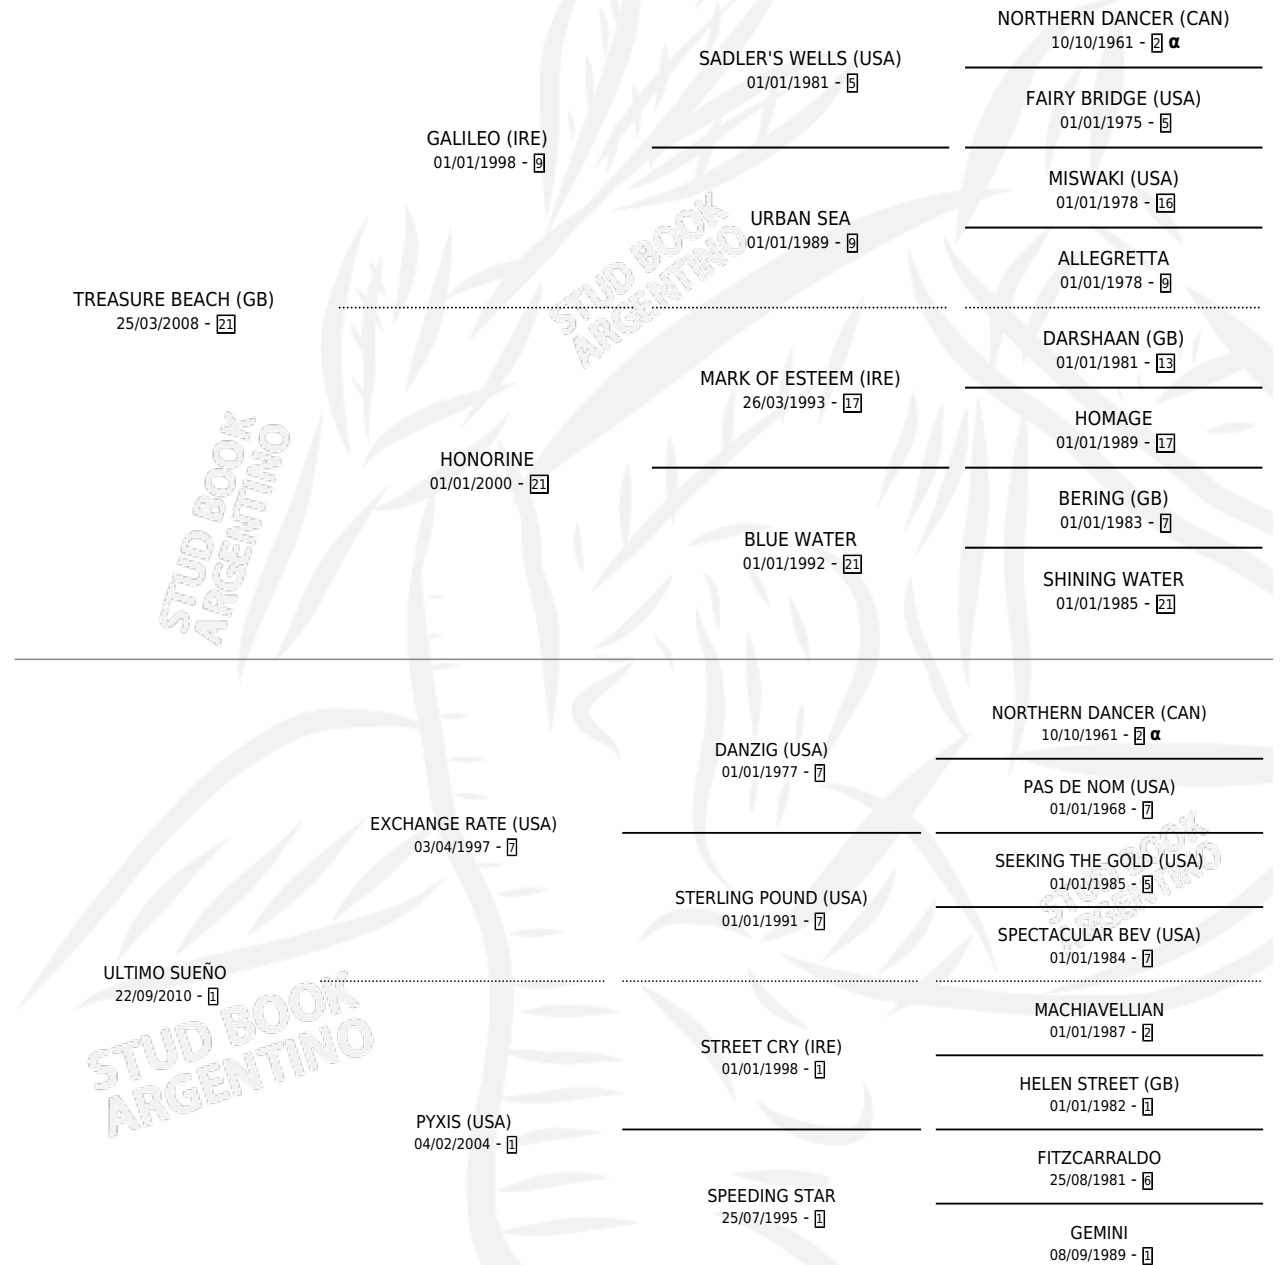 NORTHERN DANCER (CAN)
10/10/1961 - 2 α
SADLER'S WELLS (USA)
01/01/1981 - 5
FAIRY BRIDGE (USA)
01/01/1975 - 5
GALILEO (IRE)
01/01/1998 - 9
MISWAKI (USA)
01/01/1978 - 16
URBAN SEA
01/01/1989 - 9
ALLEGRETTA
01/01/1978 - 9
STUD BOOK
ARGENTINO
TREASURE BEACH (GB)
25/03/2008 - 21
DARSHAAN (GB)
01/01/1981 - 13
MARK OF ESTEEM (IRE)
26/03/1993 - 17
HOMAGE
01/01/1989 - 17
HONORINE
01/01/2000 - 21
BERING (GB)
01/01/1983 - 7
BLUE WATER
01/01/1992 - 21
SHINING WATER
01/01/1985 - 21
STUD BOOK
ARGENTINO
NORTHERN DANCER (CAN)
10/10/1961 - 2 α
DANZIG (USA)
01/01/1977 - 7
PAS DE NOM (USA)
01/01/1968 - 7
EXCHANGE RATE (USA)
03/04/1997 - 7
SEEKING THE GOLD (USA)
01/01/1985 - 5
STERLING POUND (USA)
01/01/1991 - 7
SPECTACULAR BEV (USA)
01/01/1984 - 7
STUD BOOK
ARGENTINO
ULTIMO SUEÑO
22/09/2010 - 1
MACHIAVELLIAN
01/01/1987 - 2
STREET CRY (IRE)
01/01/1998 - 1
HELEN STREET (GB)
01/01/1982 - 1
STUD BOOK
ARGENTINO
PYXIS (USA)
04/02/2004 - 1
FITZCARRALDO
25/08/1981 - 6
SPEEDING STAR
25/07/1995 - 1
GEMINI
08/09/1989 - 1